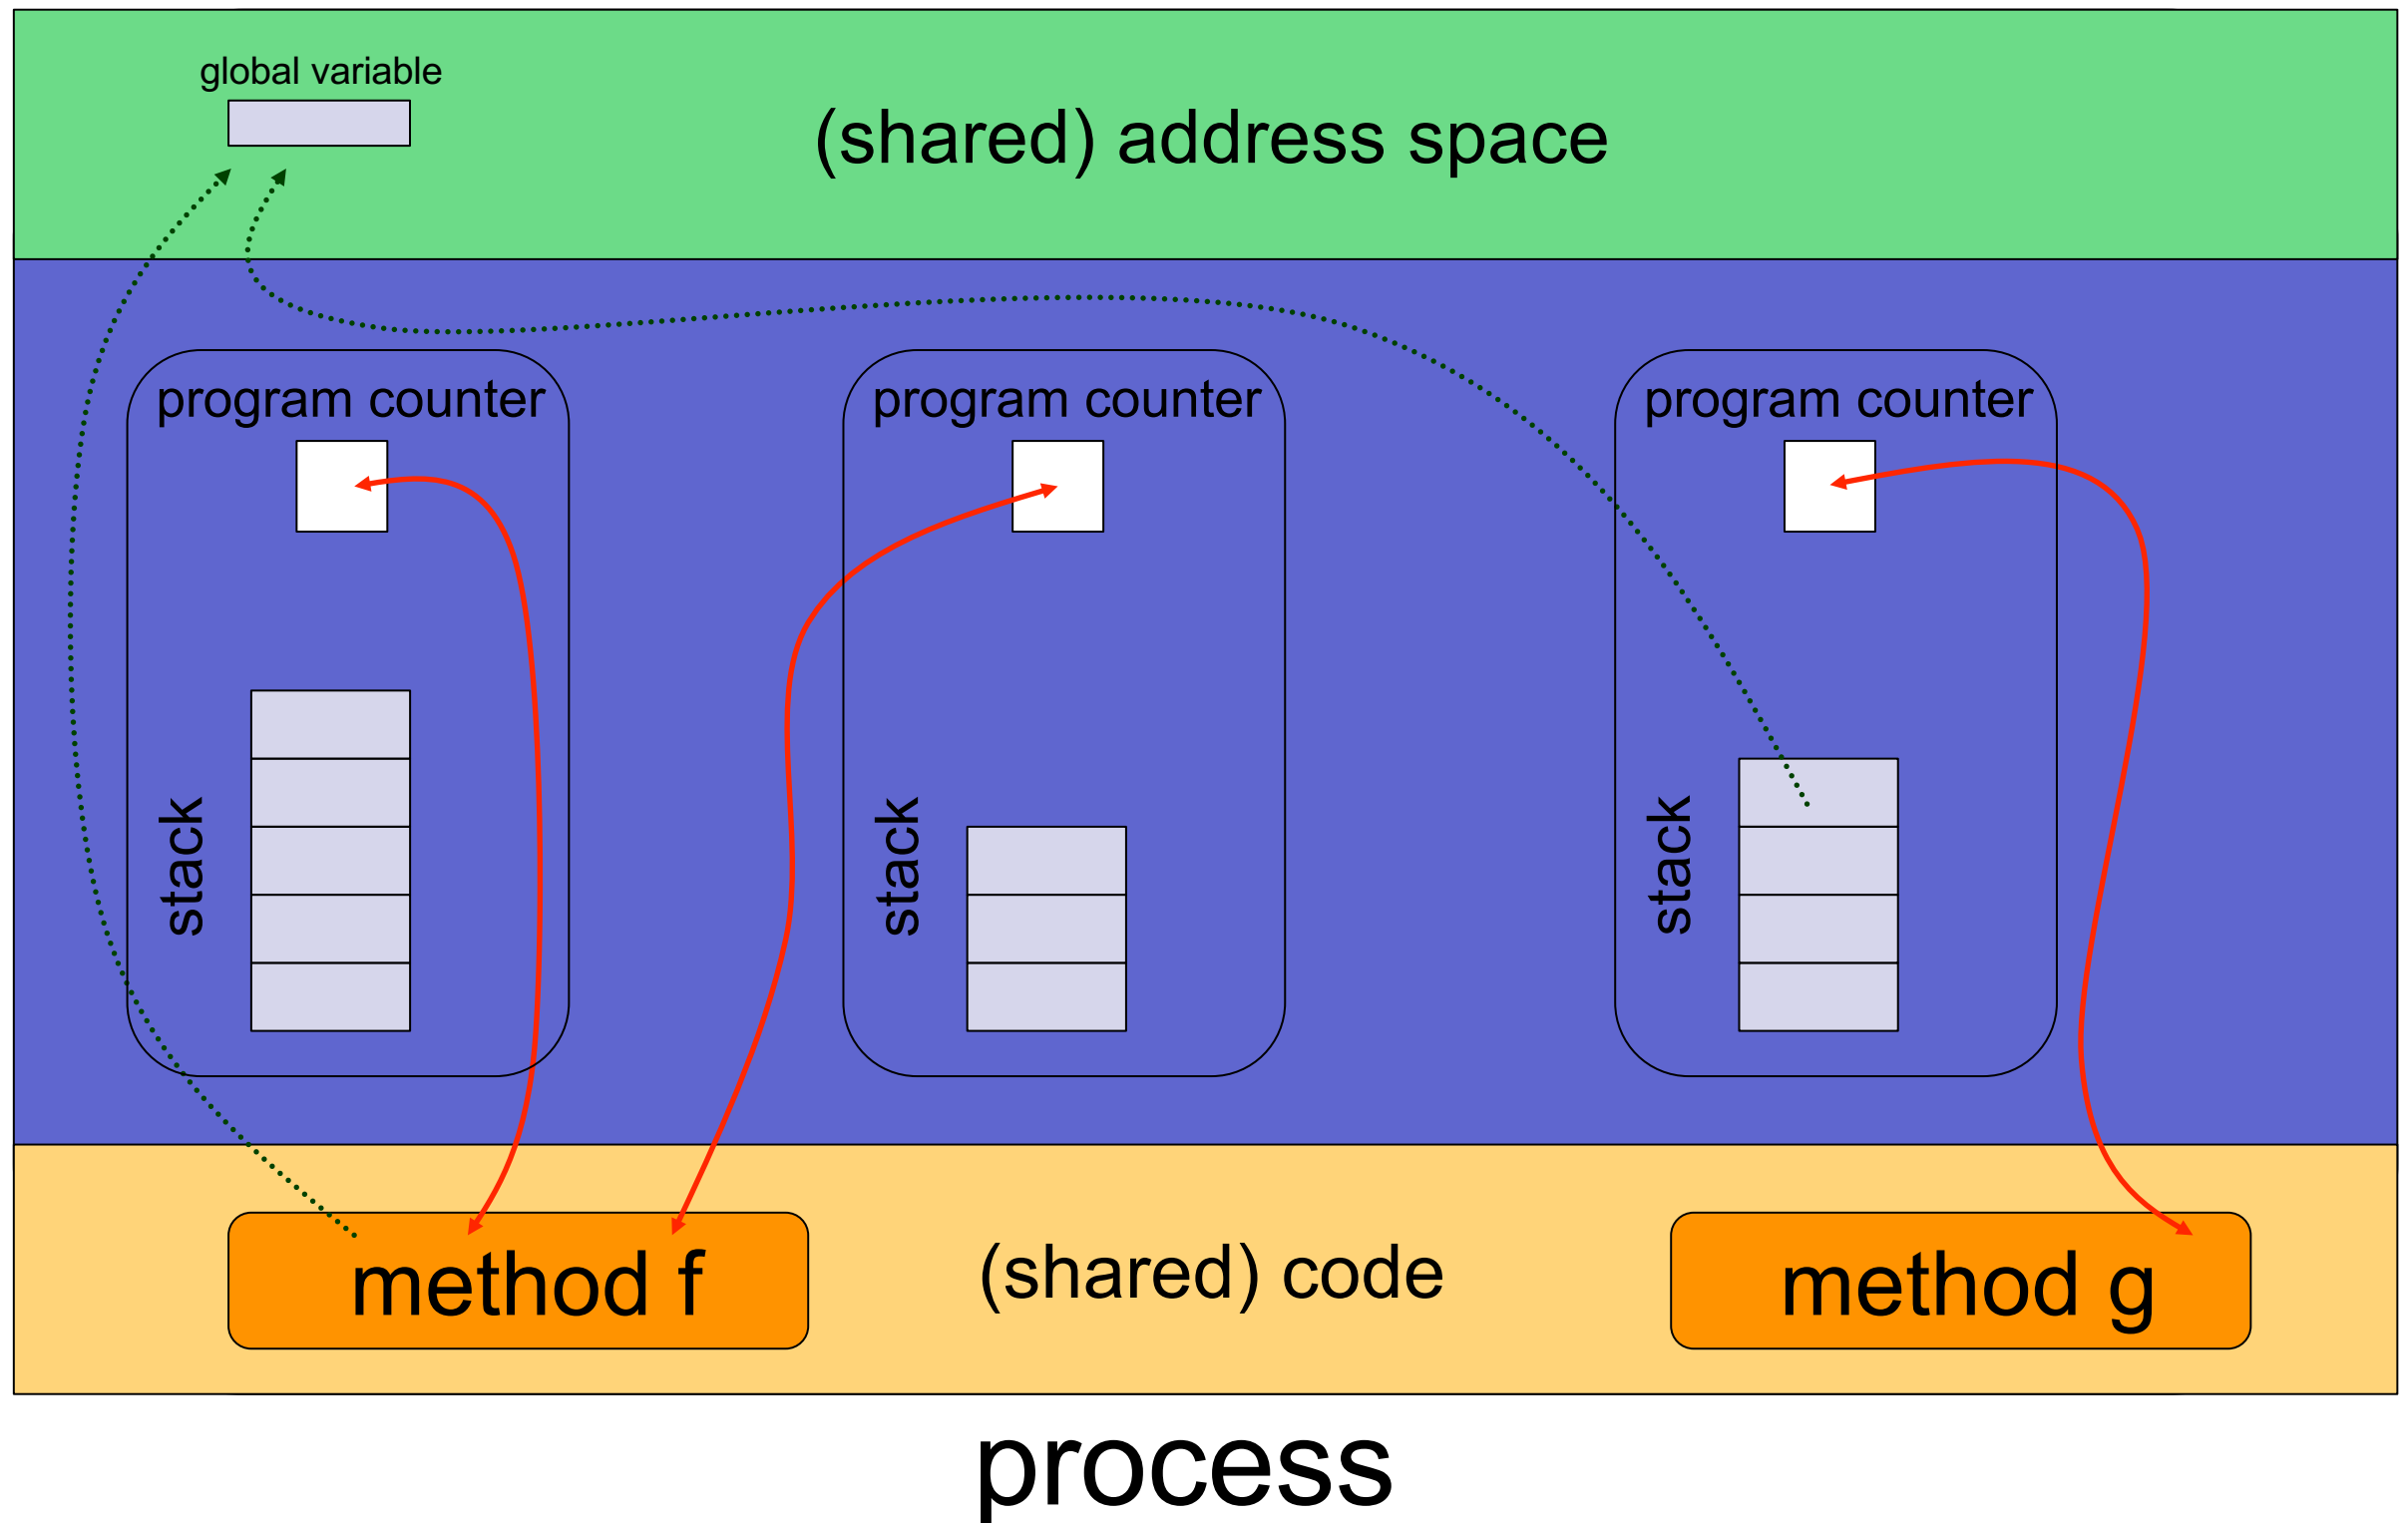 global variable
(shared) address space
program counter
program counter
program counter
stack
stack
stack
method f
(shared) code
method g
process